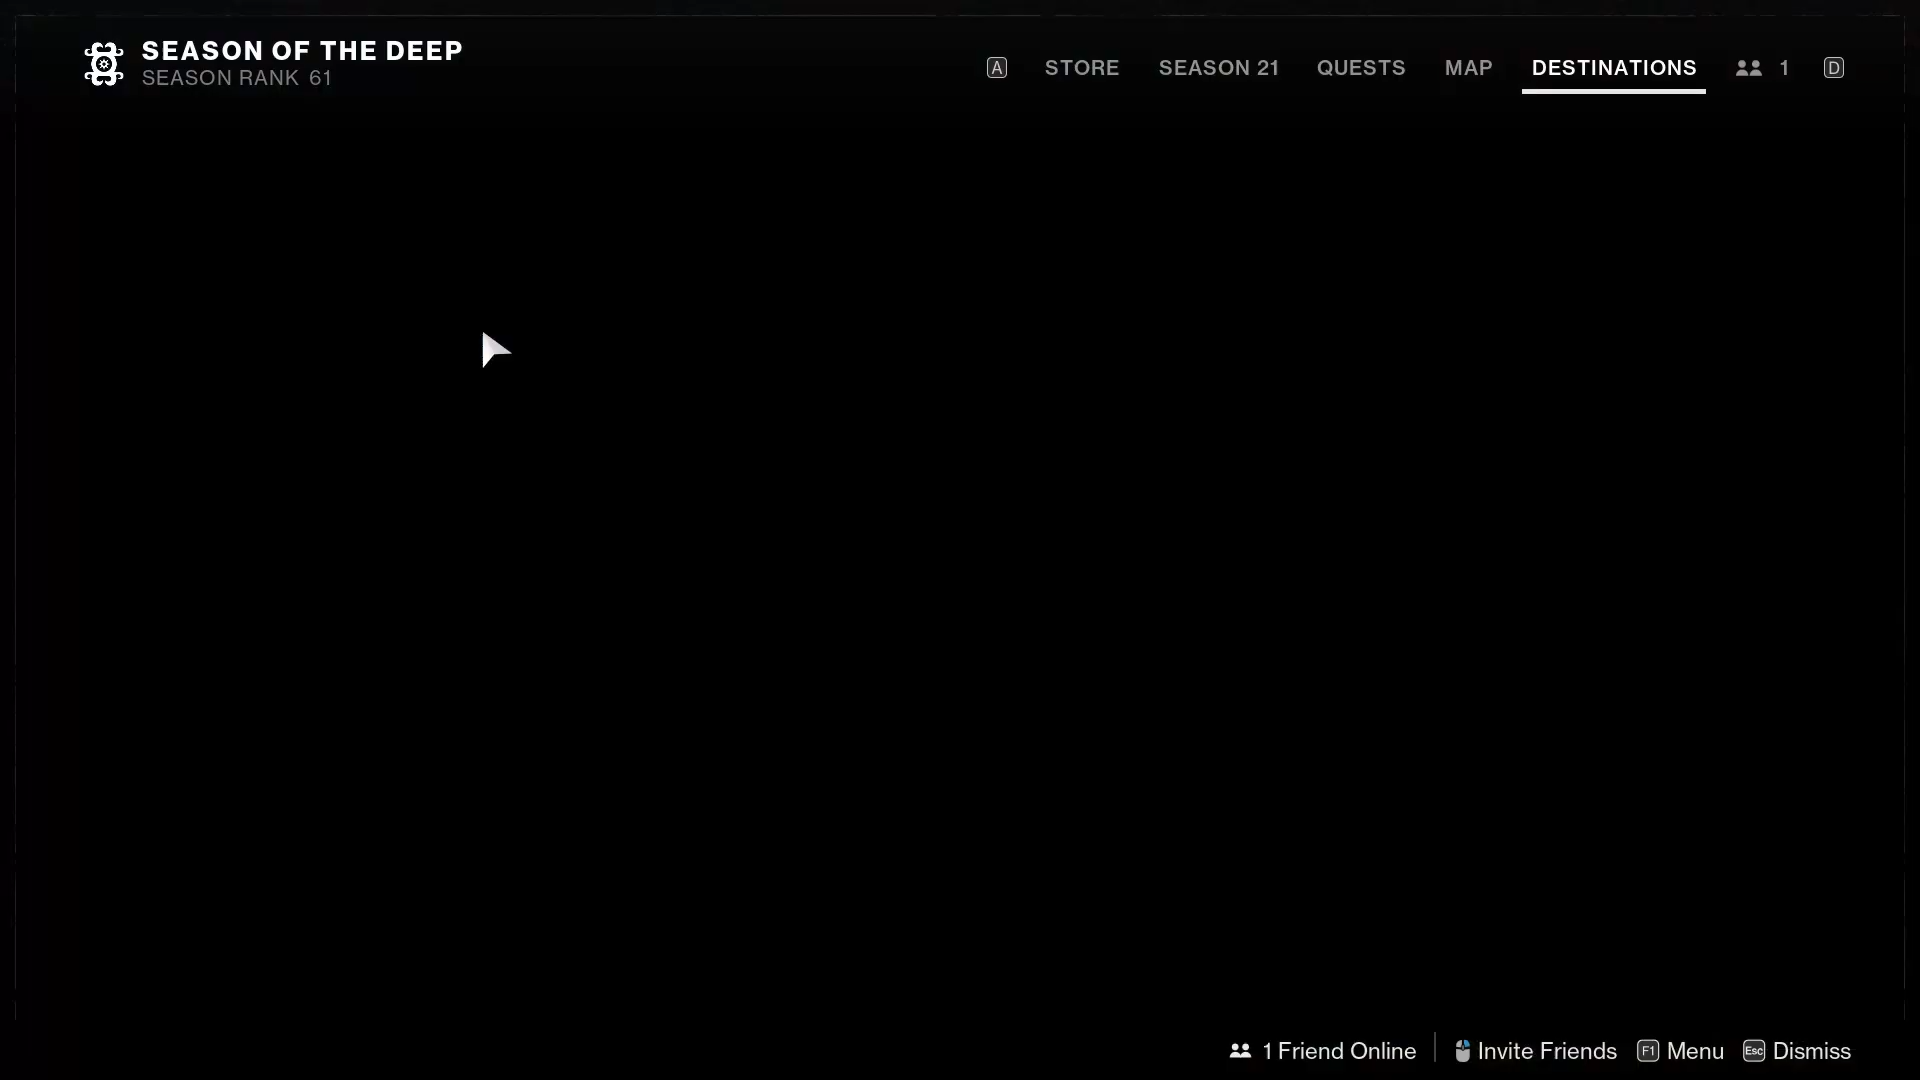 SEASON OF THE DEEP
SEASON RANK 61
A STORE SEASON 21 QUESTS MAP DESTINATIONS 1 D
1 Friend Online Invite Friends F1 Menu Esc Dismiss